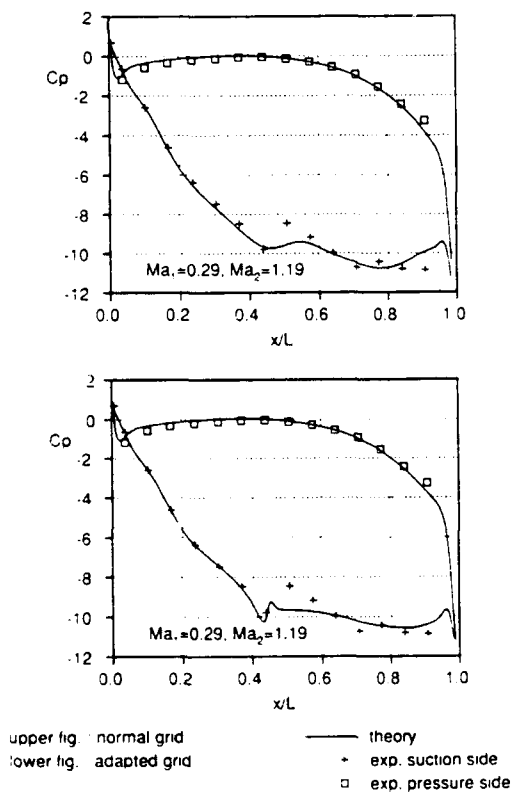 2
0
Cp
-2
-4
-6
-8
-10
-12
Ma₁=0.29, Ma₂=1.19
0.0 0.2 0.4 0.6 0.8 1.0
x/L
2
0
Cp
-2
-4
-6
-8
-10
-12
Ma₁=0.29, Ma₂=1.19
0.0 0.2 0.4 0.6 0.8 1.0
x/L
upper fig. normal grid
lower fig. adapted grid
theory
+ exp. suction side
□ exp. pressure side